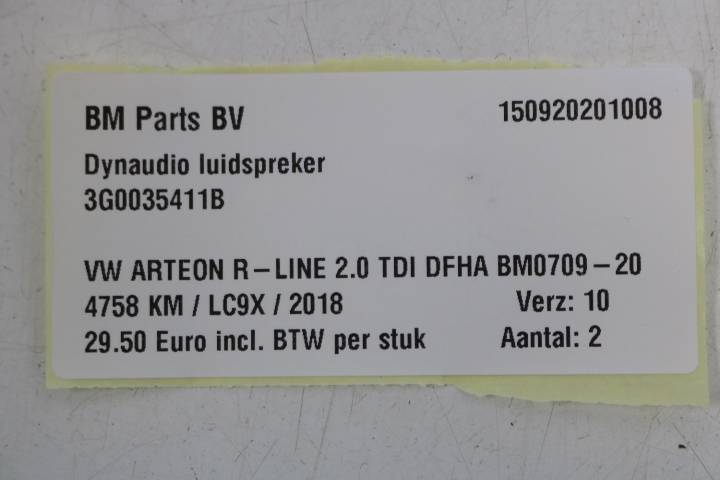 BM Parts BV 150920201008
Dynaudio luidspreker
3G0035411B
VW ARTEON R-LINE 2.0 TDI DFHA BM0709-20
4758 KM / LC9X / 2018 Verz: 10
29.50 Euro incl. BTW per stuk Aantal: 2